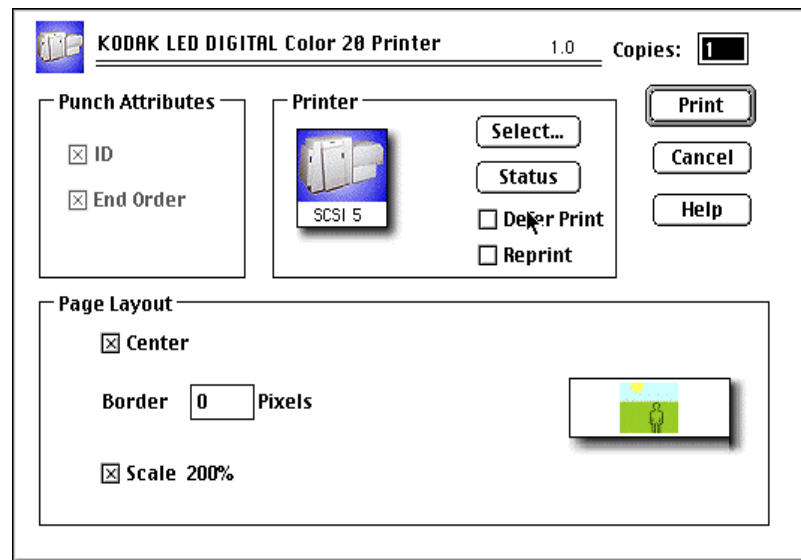 KODAK LED DIGITAL Color 20 Printer 1.0 Copies: 1
Punch Attributes
ID
End Order
Printer
SCSI 5
Select...
Status
Defer Print
Reprint
Print
Cancel
Help
Page Layout
Center
Border 0 Pixels
Scale 200%